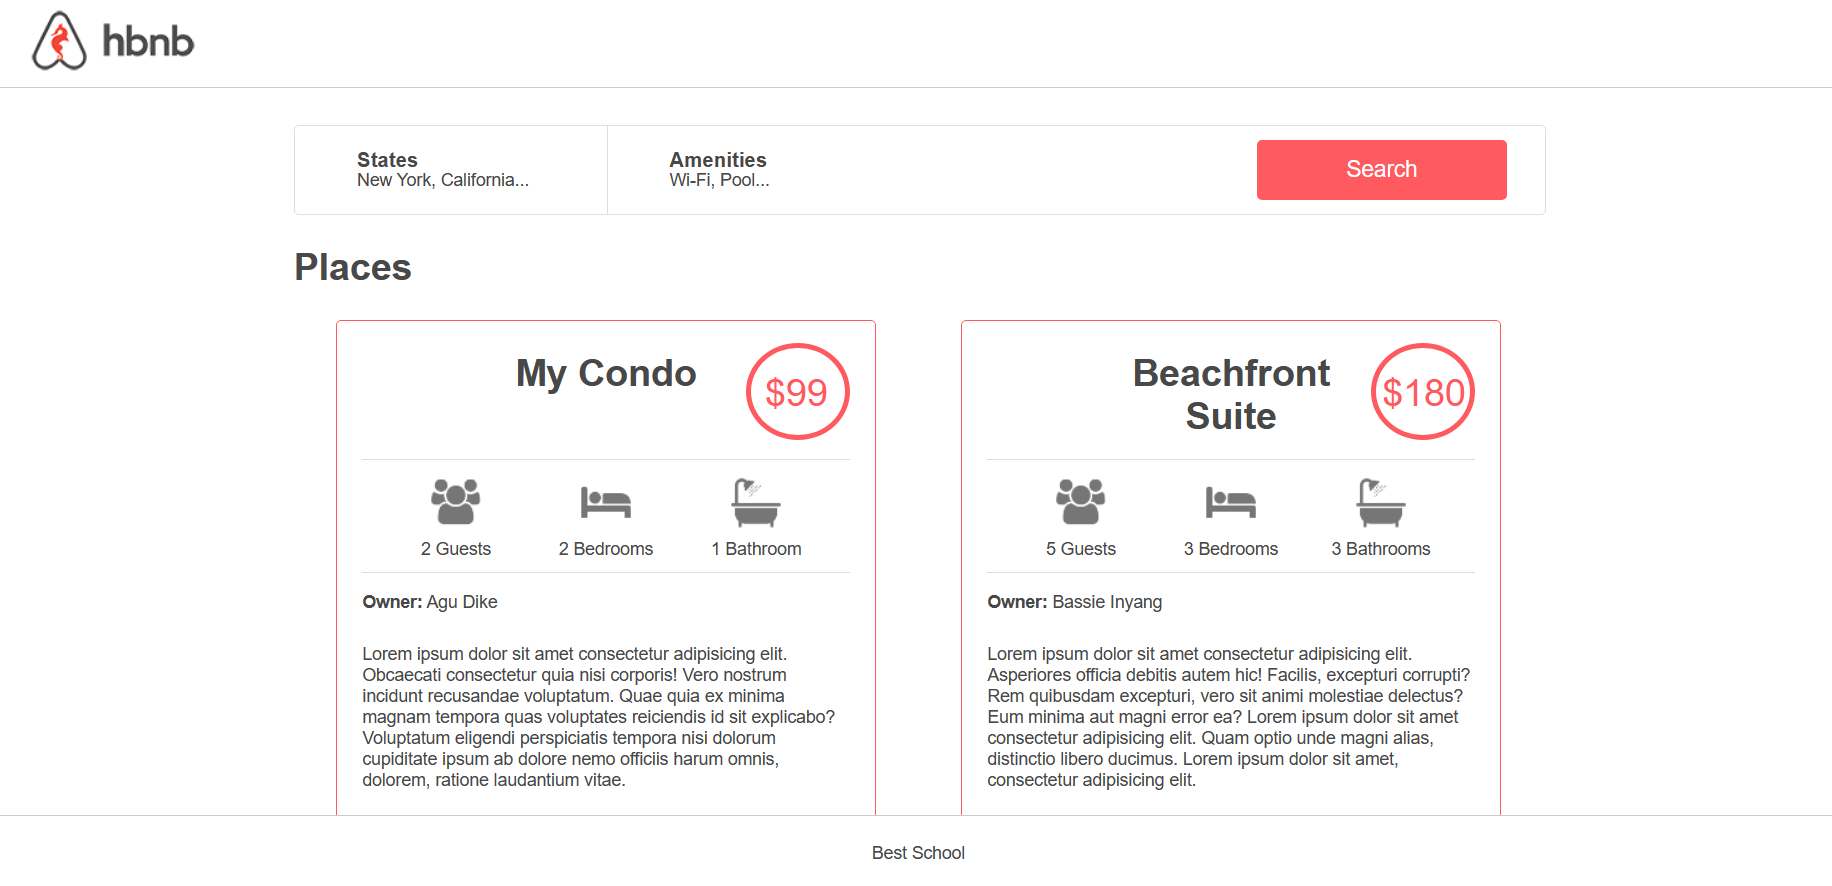 hbnb
States
New York, California...
Amenities
Wi-Fi, Pool...
Search
Places
My Condo
$99
2 Guests
2 Bedrooms
1 Bathroom
Owner: Agu Dike
Lorem ipsum dolor sit amet consectetur adipisicing elit.
Obcaecati consectetur quia nisi corporis! Vero nostrum
incidunt recusandae voluptatum. Quae quia ex minima
magnam tempora quas voluptates reiciendis id sit explicabo?
Voluptatum eligendi perspiciatis tempora nisi dolorum
cupiditate ipsum ab dolore nemo officiis harum omnis,
dolorem, ratione laudantium vitae.
Beachfront
Suite
$180
5 Guests
3 Bedrooms
3 Bathrooms
Owner: Bassie Inyang
Lorem ipsum dolor sit amet consectetur adipisicing elit.
Asperiores officia debitis autem hic! Facilis, excepturi corrupti?
Rem quibusdam excepturi, vero sit animi molestiae delectus?
Eum minima aut magni error ea? Lorem ipsum dolor sit amet
consectetur adipisicing elit. Quam optio unde magni alias,
distinctio libero ducimus. Lorem ipsum dolor sit amet,
consectetur adipisicing elit.
Best School